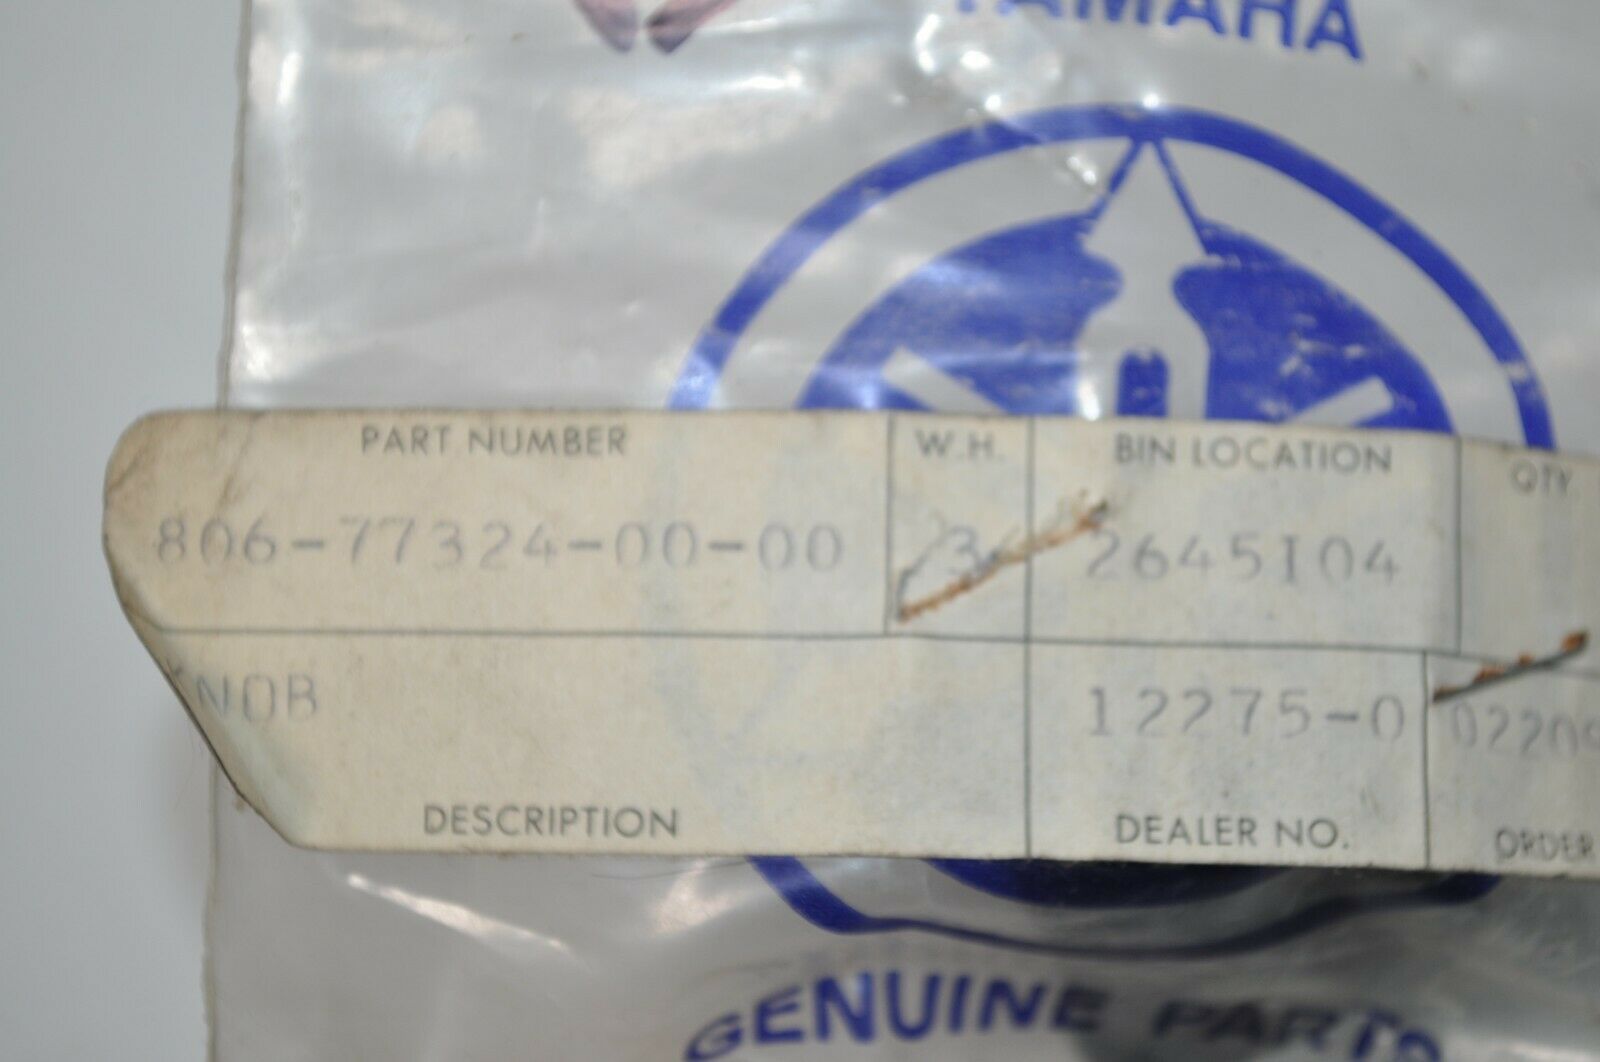 YAMAHA
PART NUMBER W.H. BIN LOCATION QTY
806-77324-00-00 3 2645104
KNOB 12275-0
DESCRIPTION DEALER NO. ORDER
GENUINE PARTS